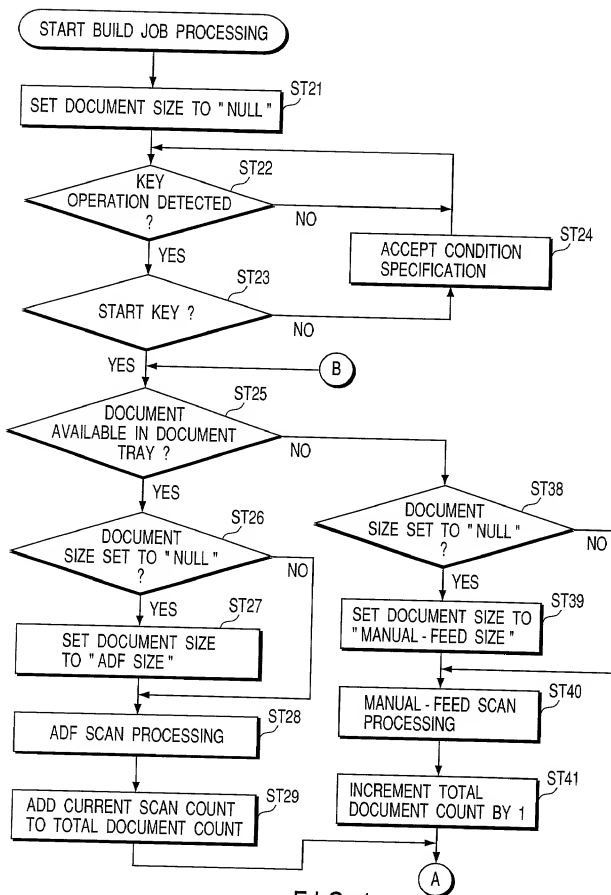 START BUILD JOB PROCESSING
ST21
SET DOCUMENT SIZE TO "NULL"
ST22
KEY
OPERATION DETECTED
?
NO
YES
ST24
ACCEPT CONDITION
SPECIFICATION
ST23
START KEY ?
NO
YES
B
ST25
DOCUMENT
AVAILABLE IN DOCUMENT
TRAY ?
NO
YES
ST38
DOCUMENT
SIZE SET TO "NULL"
?
NO
YES
ST26
DOCUMENT
SIZE SET TO "NULL"
?
NO
YES
ST27
SET DOCUMENT SIZE
TO "ADF SIZE"
ST39
SET DOCUMENT SIZE TO
"MANUAL-FEED SIZE"
ST28
ADF SCAN PROCESSING
ST40
MANUAL-FEED SCAN
PROCESSING
ST29
ADD CURRENT SCAN COUNT
TO TOTAL DOCUMENT COUNT
ST41
INCREMENT TOTAL
DOCUMENT COUNT BY 1
A